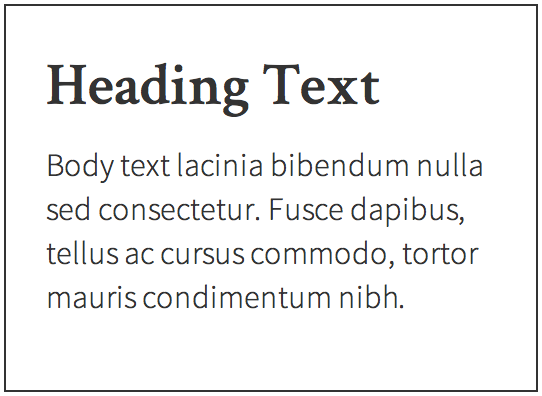 Heading Text
Body text lacinia bibendum nulla
sed consectetur. Fusce dapibus,
tellus ac cursus commodo, tortor
mauris condimentum nibh.